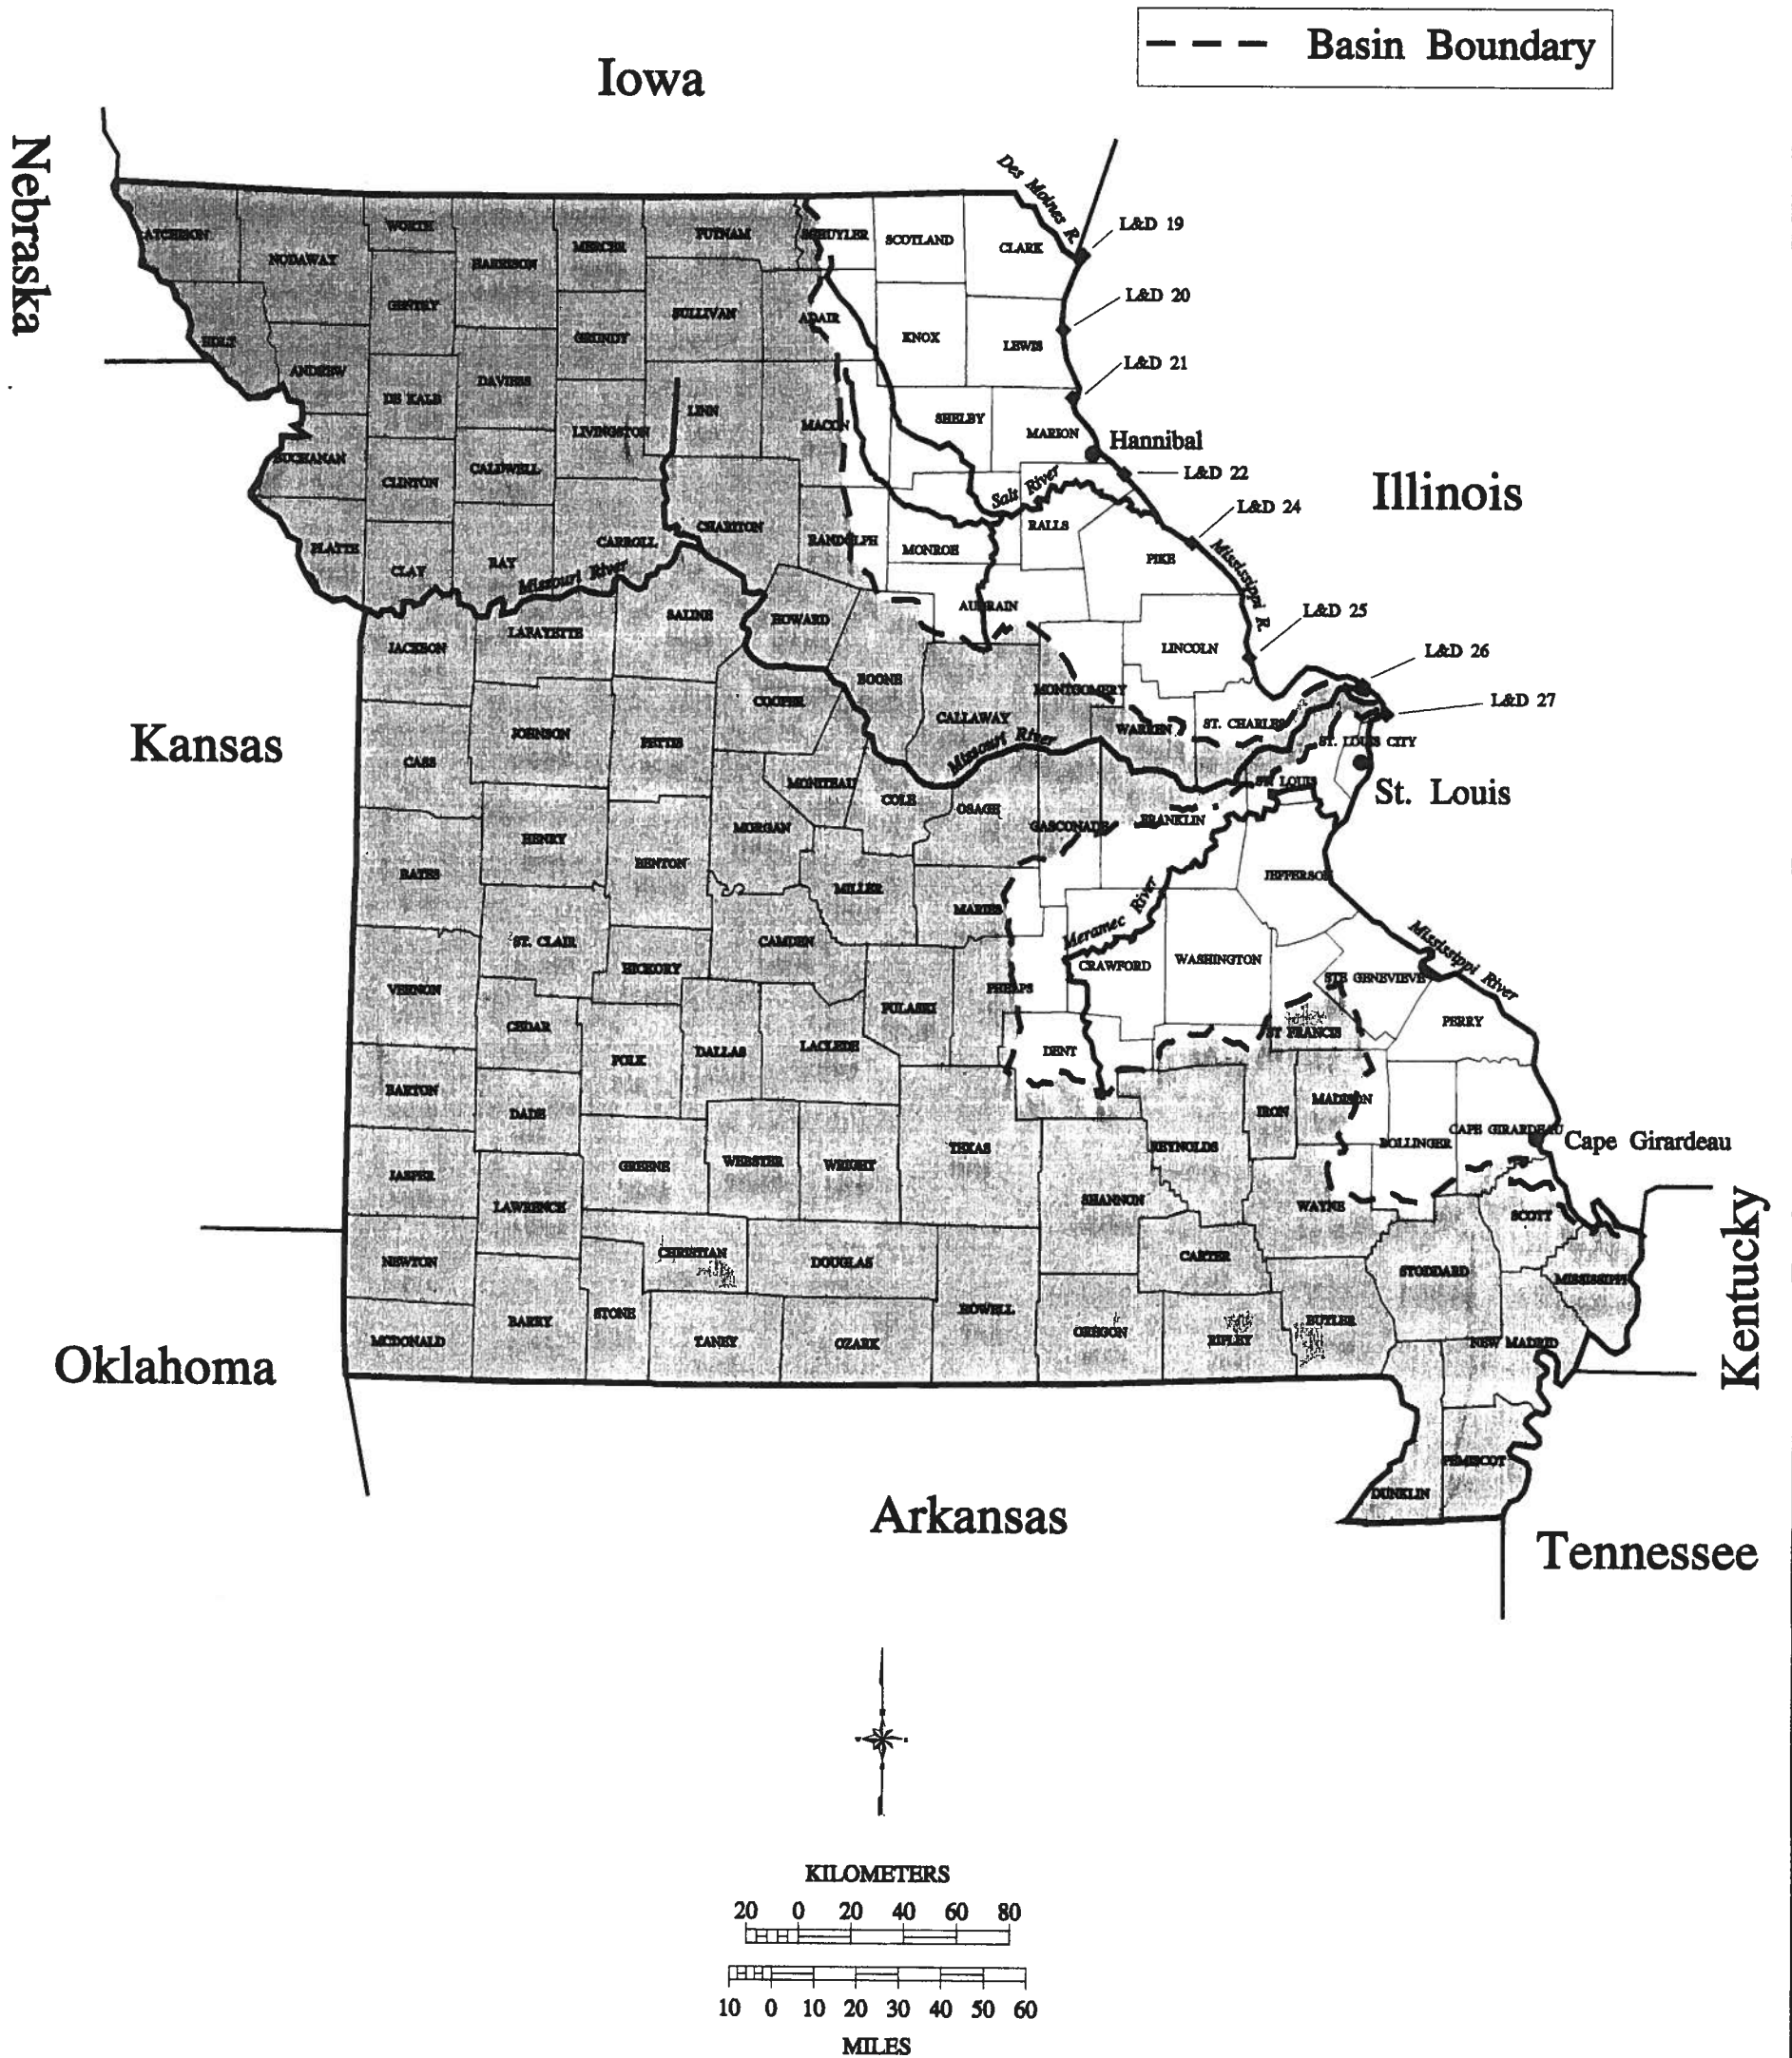 Basin Boundary
Iowa
Nebraska
Des Moines R.
L&D 19
ATCHISON
NODAWAY
WORTH
HARRISON
MERCER
PUTNAM
SCHUYLER
SCOTLAND
CLARK
L&D 20
GENTRY
SULLIVAN
ADAIR
KNOX
LEWIS
HOLT
GRUNDY
L&D 21
ANDREW
DE KALB
DAVIESS
LINN
MACON
SHELBY
MARION
LIVINGSTON
Hannibal
BUCHANAN
CLINTON
CALDWELL
L&D 22
Illinois
Salt River
L&D 24
CHARITON
RANDOLPH
MONROE
RALLS
PIKE
PLATTE
CLAY
RAY
CARROLL
Missouri River
Mississippi R.
AUDRAIN
L&D 25
SALINE
HOWARD
LAFAYETTE
JACKSON
LINCOLN
L&D 26
BOONE
MONTGOMERY
COOPER
CALLAWAY
L&D 27
WARREN
ST. CHARLES
Kansas
JOHNSON
PETTIS
Missouri River
ST. LOUIS CITY
CASS
MONITEAU
COLE
OSAGE
ST. LOUIS
St. Louis
MORGAN
GASCONADE
FRANKLIN
HENRY
BENTON
BATES
MILLER
JEFFERSON
MARIES
Meramec River
Mississippi River
ST. CLAIR
CAMDEN
HICKORY
CRAWFORD
WASHINGTON
STE GENEVIEVE
VERNON
PHELPS
PULASKI
PERRY
CEDAR
ST FRANCIS
POLK
DALLAS
LACLEDE
DENT
BARTON
DADE
IRON
MADISON
BOLLINGER
CAPE GIRARDEAU
Cape Girardeau
TEXAS
REYNOLDS
JASPER
GREENE
WEBSTER
WRIGHT
SHANNON
WAYNE
LAWRENCE
SCOTT
Kentucky
NEWTON
CHRISTIAN
DOUGLAS
CARTER
STODDARD
MISSISSIPPI
MCDONALD
BARRY
STONE
TANEY
OZARK
HOWELL
OREGON
RIPLEY
BUTLER
NEW MADRID
Oklahoma
PEMISCOT
DUNKLIN
Arkansas
Tennessee
KILOMETERS
20 0 20 40 60 80
10 0 10 20 30 40 50 60
MILES